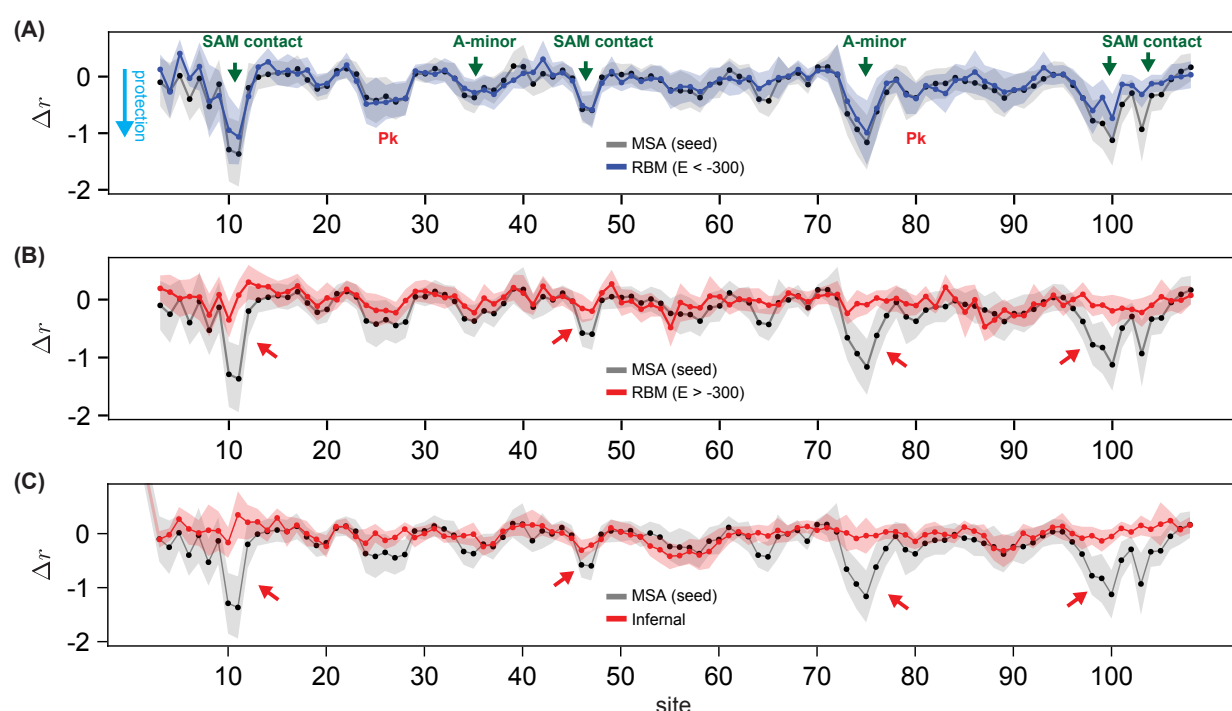 (A)
SAM contact
A-minor
SAM contact
A-minor
SAM contact
protection
Δr
0
-1
-2
Pk
Pk
MSA (seed)
RBM (E < -300)
10 20 30 40 50 60 70 80 90 100
(B)
Δr
0
-1
-2
MSA (seed)
RBM (E > -300)
10 20 30 40 50 60 70 80 90 100
(C)
Δr
0
-1
-2
MSA (seed)
Infernal
10 20 30 40 50 60 70 80 90 100
site